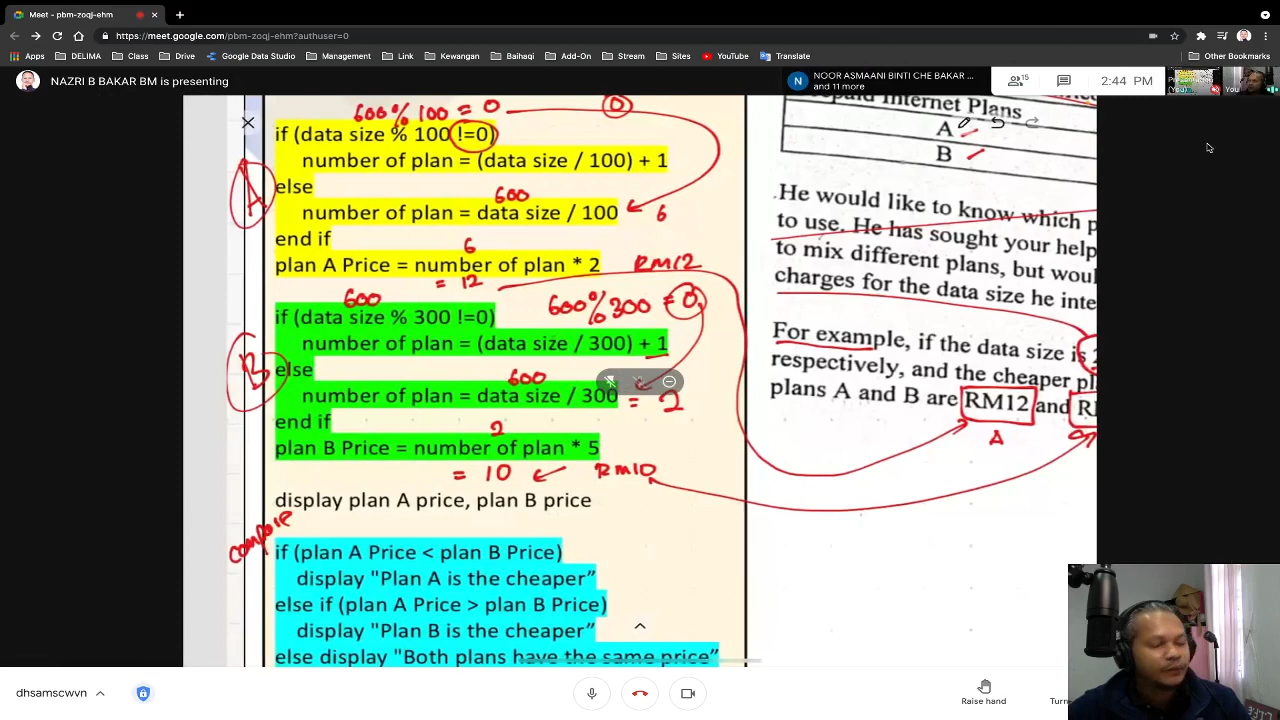 Meet - pbm-zoqj-ehm
https://meet.google.com/pbm-zoqj-ehm?authuser=0
Apps DELIMA Class Drive Google Data Studio Management Link Kewangan Baihaqi Add-On Stream Sites YouTube Translate Other Bookmarks
NAZRI B BAKAR BM is presenting
N NOOR ASMAANI BINTI CHE BAKAR ...
and 11 more
15
2:44 PM
(You)
You
600%100 = 0 0
if (data size % 100 !=0)
number of plan = (data size / 100) + 1
A
else
600
number of plan = data size / 100 6
end if
6
plan A Price = number of plan * 2 RM12
= 12
600 600%300 = 0
if (data size % 300 !=0)
number of plan = (data size / 300) + 1
B
else
600
number of plan = data size / 300 = 2
end if
2
plan B Price = number of plan * 5
= 10 RM10
display plan A price, plan B price
compare
if (plan A Price < plan B Price)
display "Plan A is the cheaper”
else if (plan A Price > plan B Price)
display "Plan B is the cheaper”
else display "Both plans have the same price”
Internet Plans
A
B
.He would like to know which p
to use. He has sought your help
to mix different plans, but wou
charges for the data size he inte
For example, if the data size is
respectively, and the cheaper pl
plans A and B are RM12 and R
A
dhsamscwvn
Raise hand
Turn